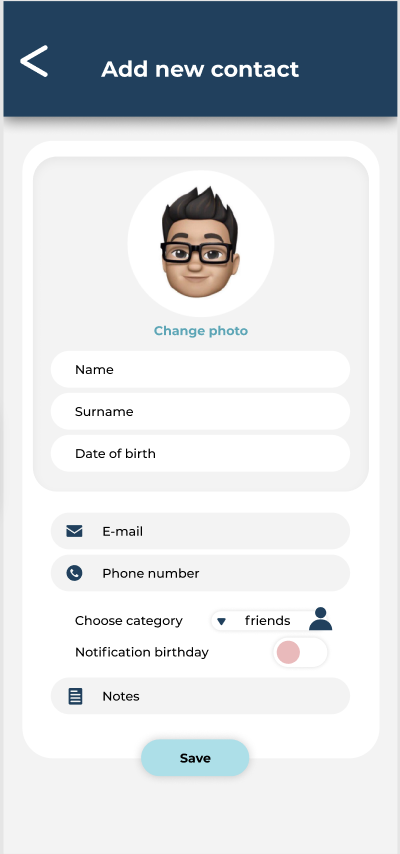 Add new contact
Change photo
Name
Surname
Date of birth
E-mail
Phone number
Choose category friends
Notification birthday
Notes
Save